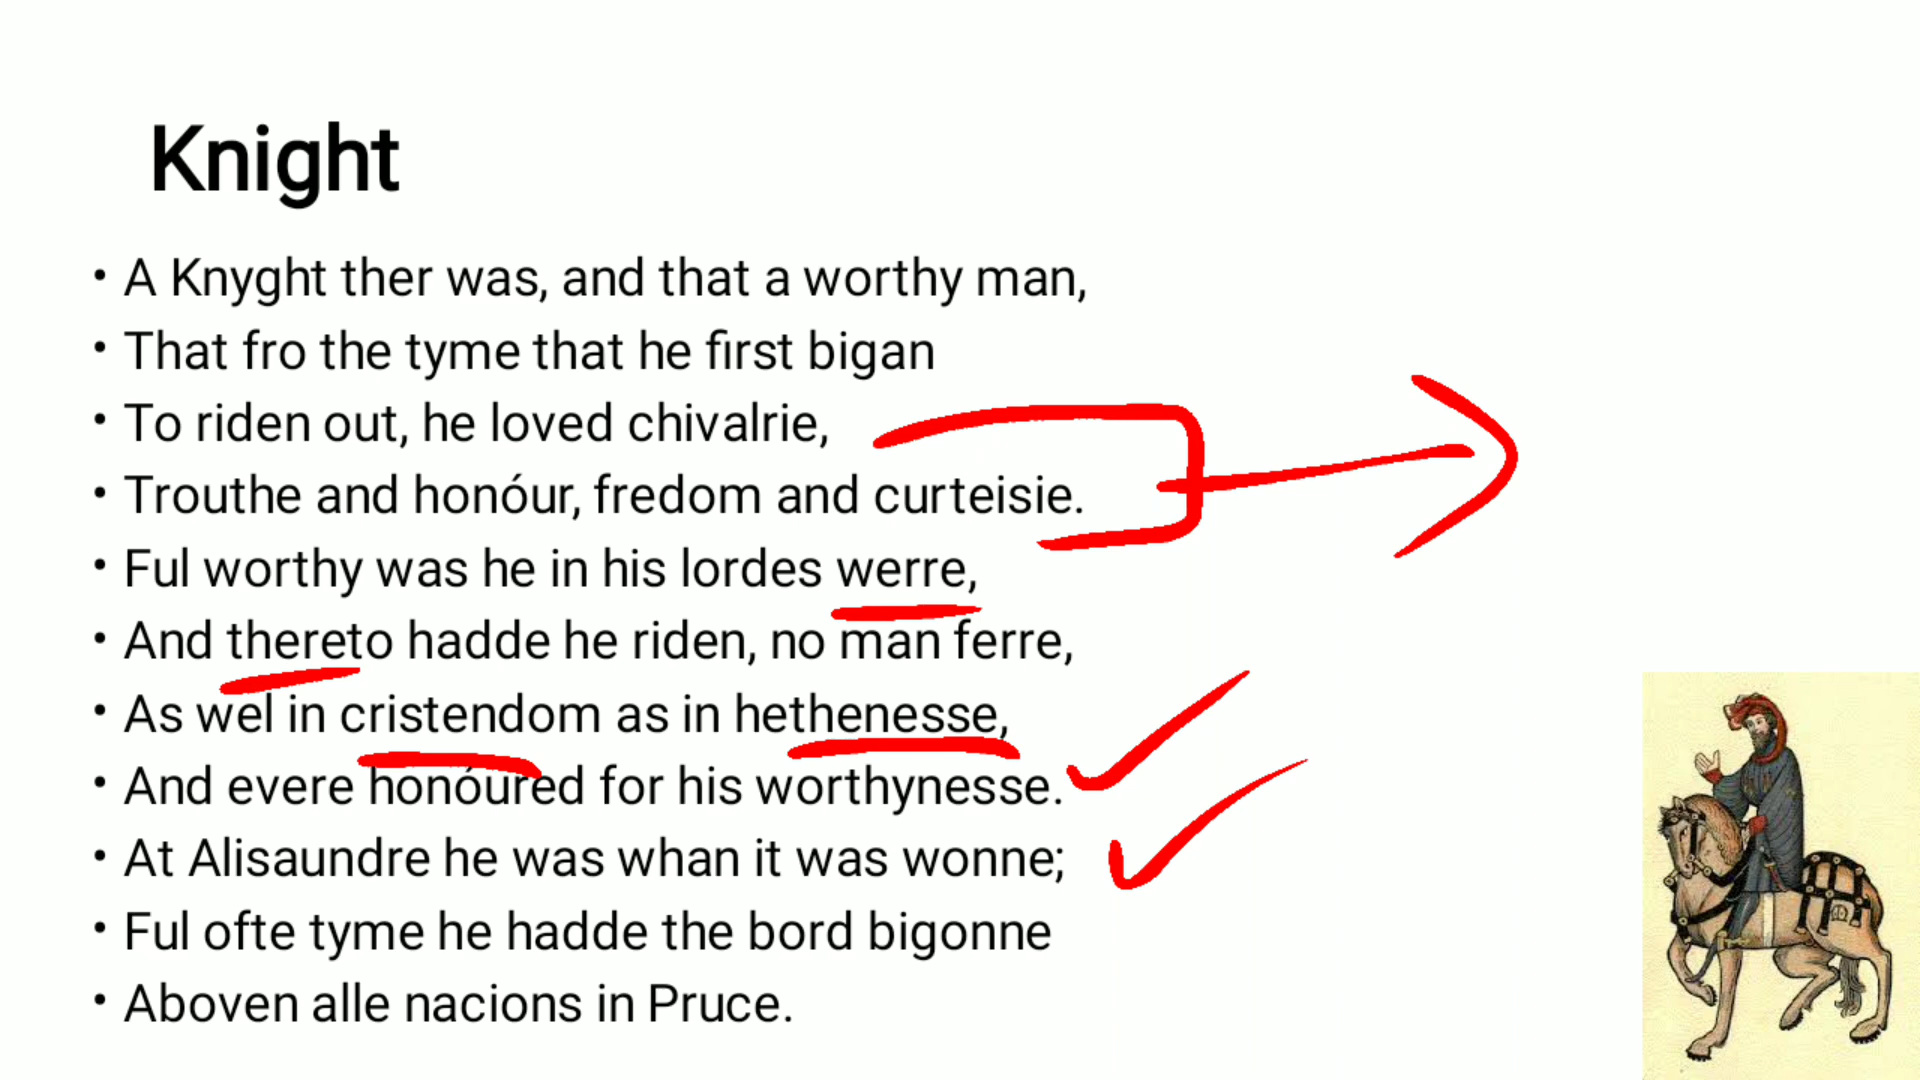 Knight
• A Knyght ther was, and that a worthy man,
• That fro the tyme that he first bigan
• To riden out, he loved chivalrie,
• Trouthe and honóur, fredom and curteisie.
• Ful worthy was he in his lordes werre,
• And thereto hadde he riden, no man ferre,
• As wel in cristendom as in hethenesse,
• And evere honóured for his worthynesse.
• At Alisaundre he was whan it was wonne;
• Ful ofte tyme he hadde the bord bigonne
• Aboven alle nacions in Pruce.